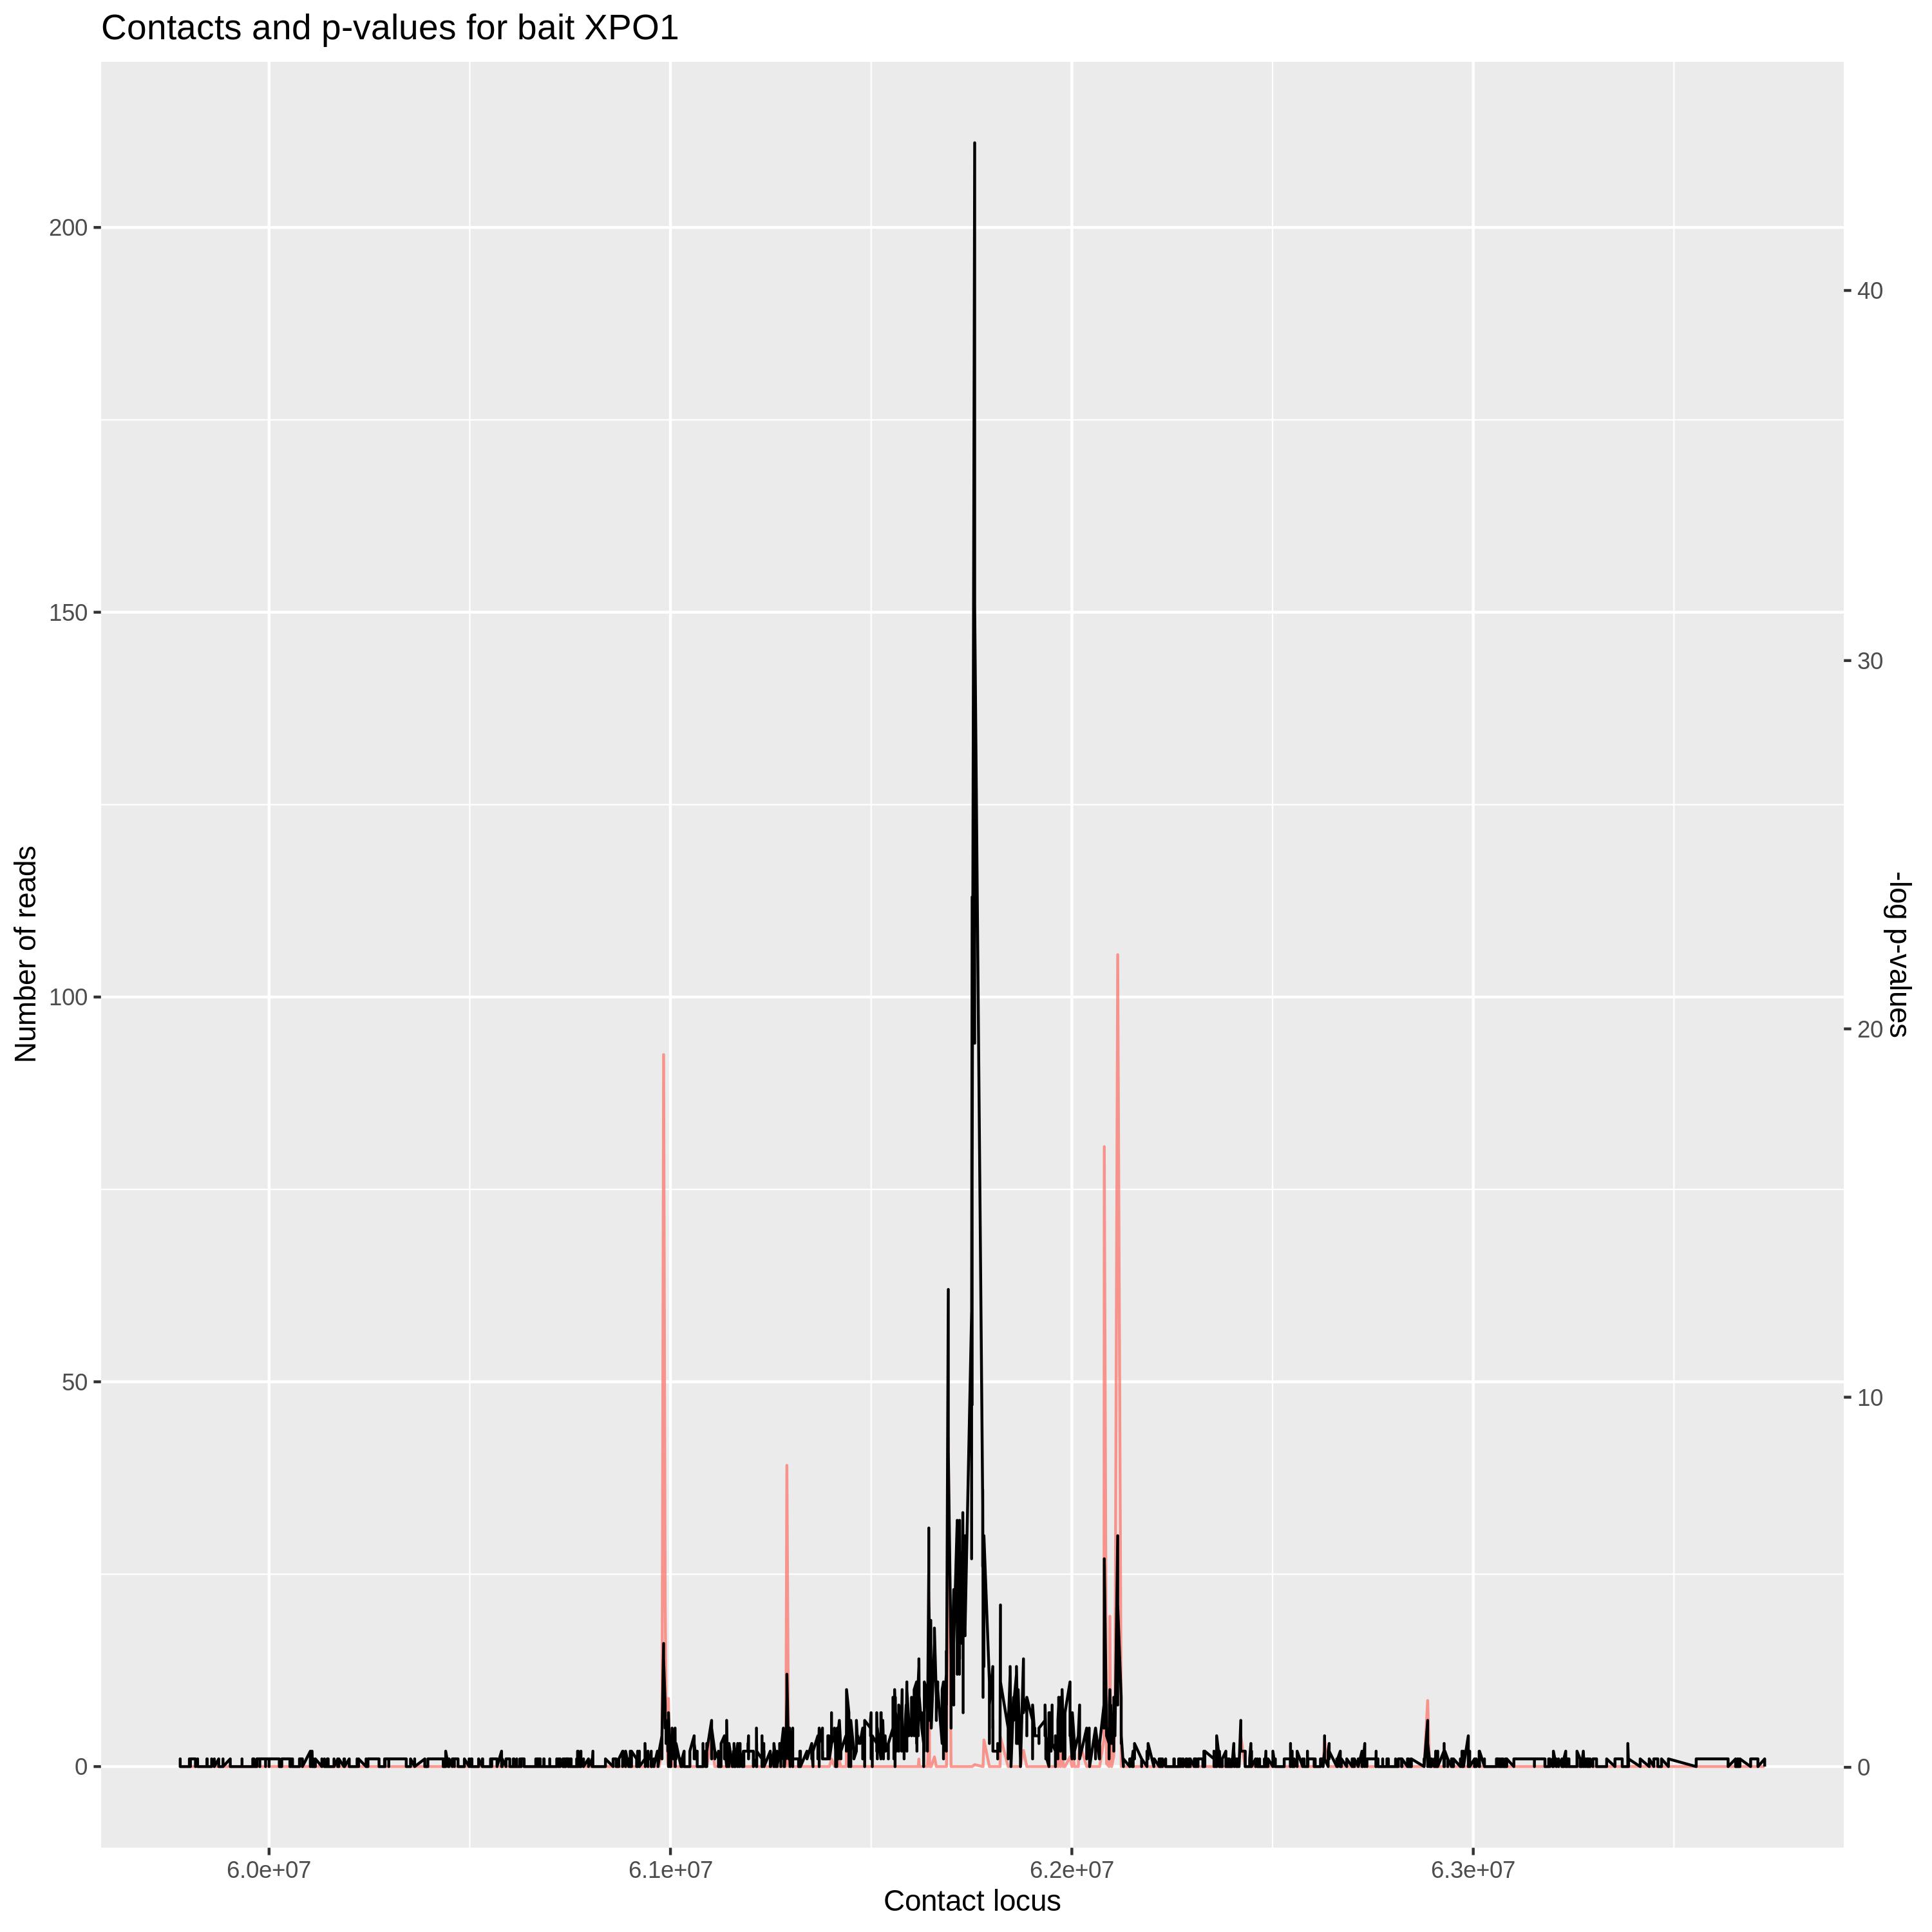 Contacts and p-values for bait XPO1
Number of reads
200
150
100
50
0
40
30
20
10
0
-log p-values
6.0e+07 6.1e+07 6.2e+07 6.3e+07
Contact locus